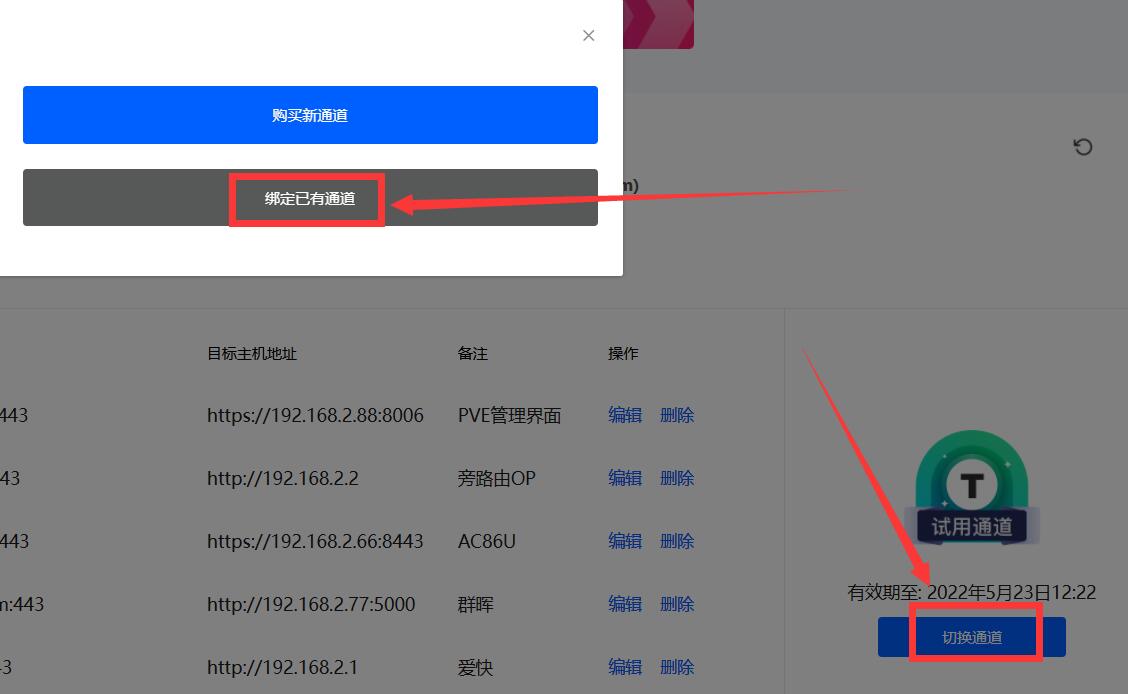 购买新通道
绑定已有通道
m)
目标主机地址 备注 操作
443 https://192.168.2.88:8006 PVE管理界面 编辑 删除
43 http://192.168.2.2 旁路由OP 编辑 删除
443 https://192.168.2.66:8443 AC86U 编辑 删除
T
试用通道
有效期至: 2022年5月23日12:22
m:443 http://192.168.2.77:5000 群晖 编辑 删除
切换通道
43 http://192.168.2.1 爱快 编辑 删除